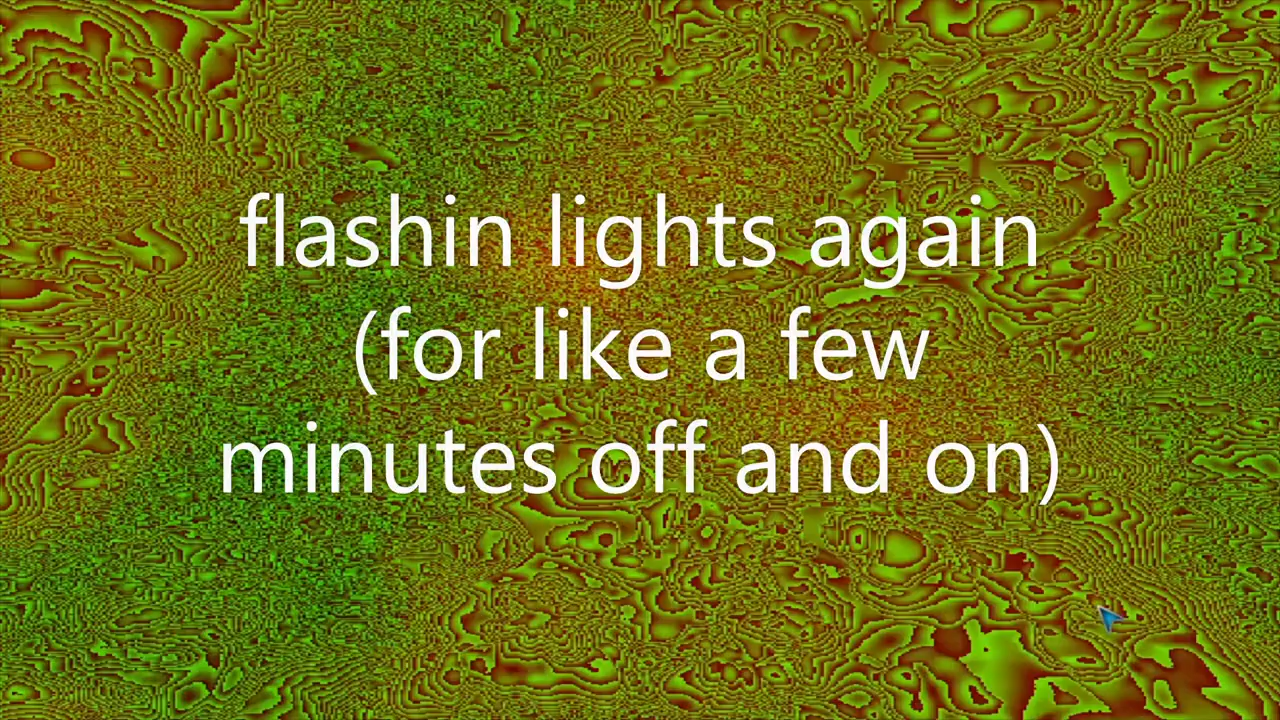 flashin lights again
(for like a few
minutes off and on)